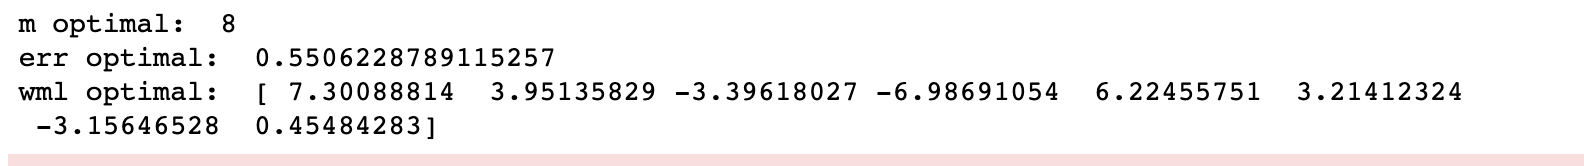 m optimal:  8
err optimal:  0.5506228789115257
wml optimal:  [ 7.30088814  3.95135829 -3.39618027 -6.98691054  6.22455751  3.21412324
 -3.15646528  0.45484283]